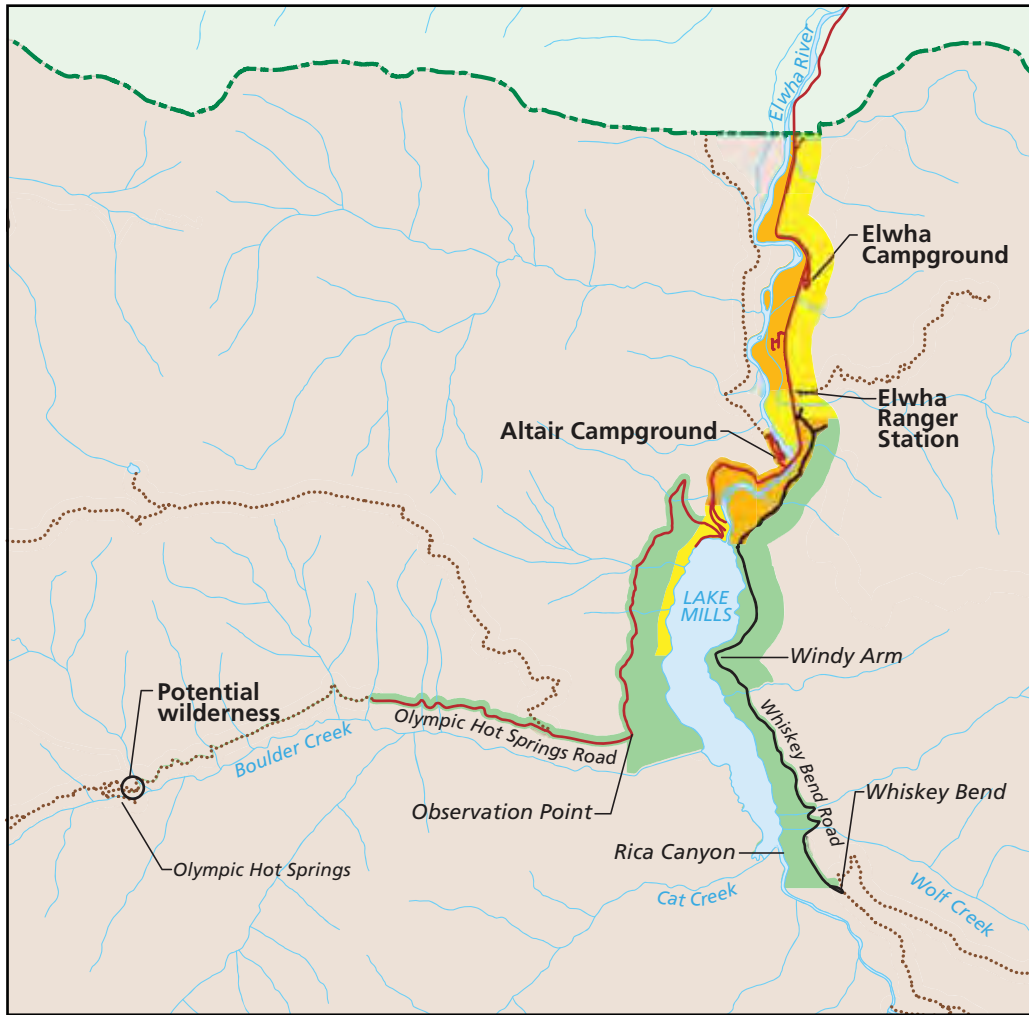 Elwha River
Elwha
Campground
Elwha
Ranger
Station
Altair Campground
LAKE
MILLS
Windy Arm
Potential
wilderness
Olympic Hot Springs Road
Boulder Creek
Whiskey Bend Road
Whiskey Bend
Observation Point
Rica Canyon
Olympic Hot Springs
Cat Creek
Wolf Creek